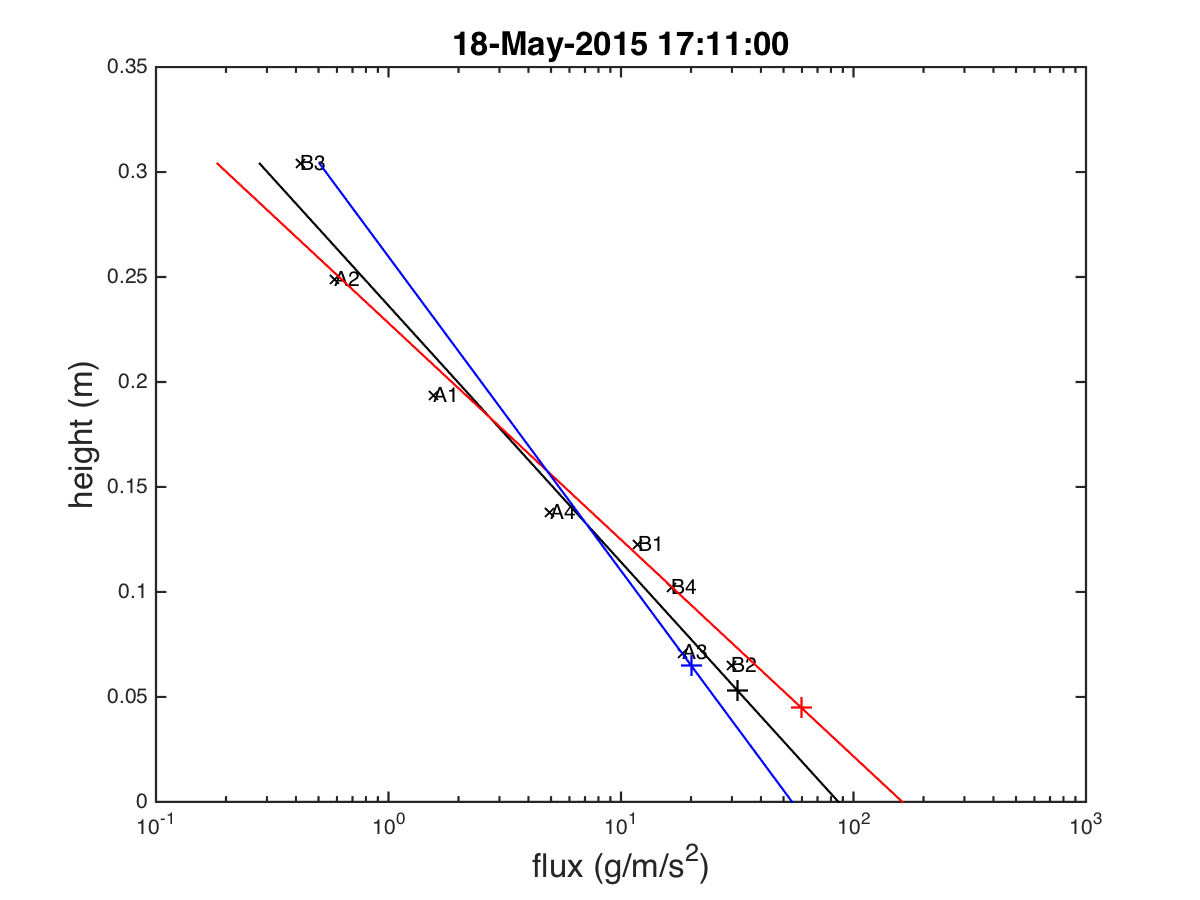 18-May-2015 17:11:00
0.35
0.3
0.25
0.2
0.15
0.1
0.05
0
height (m)
B3
A2
A1
A4
B1
B4
A3
B2
10^-1
10^0
10^1
10^2
10^3
flux (g/m/s^2)